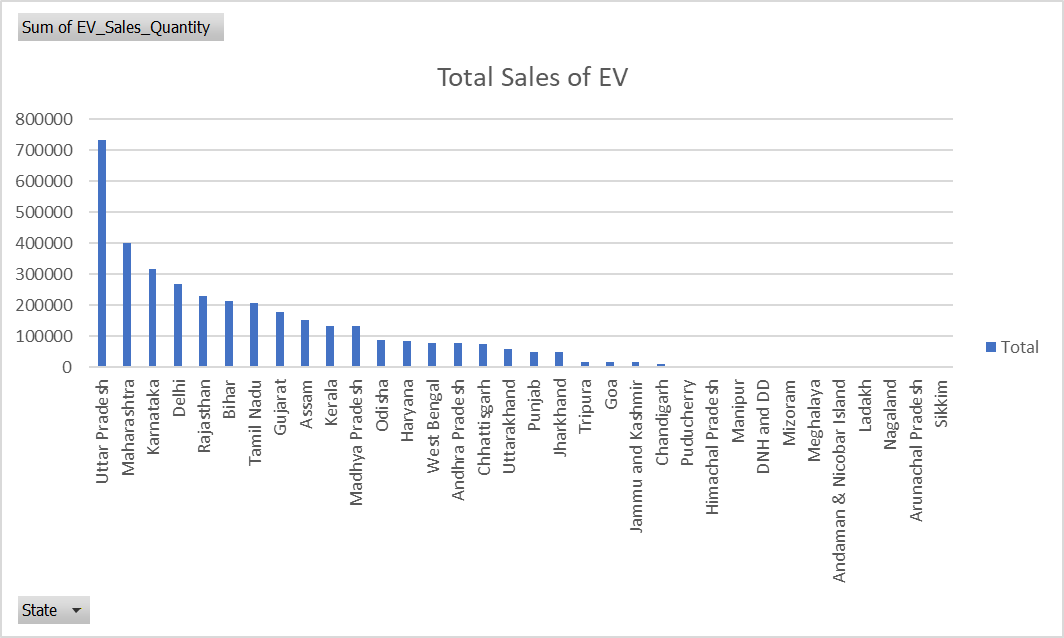 Sum of EV_Sales_Quantity
Total Sales of EV
800000
700000
600000
500000
400000
300000
200000
100000
0
Uttar Pradesh
Maharashtra
Karnataka
Delhi
Rajasthan
Bihar
Tamil Nadu
Gujarat
Assam
Kerala
Madhya Pradesh
Odisha
Haryana
West Bengal
Andhra Pradesh
Chhattisgarh
Uttarakhand
Punjab
Jharkhand
Tripura
Goa
Jammu and Kashmir
Chandigarh
Puducherry
Himachal Pradesh
Manipur
DNH and DD
Mizoram
Meghalaya
Andaman & Nicobar Island
Ladakh
Nagaland
Arunachal Pradesh
Sikkim
Total
State